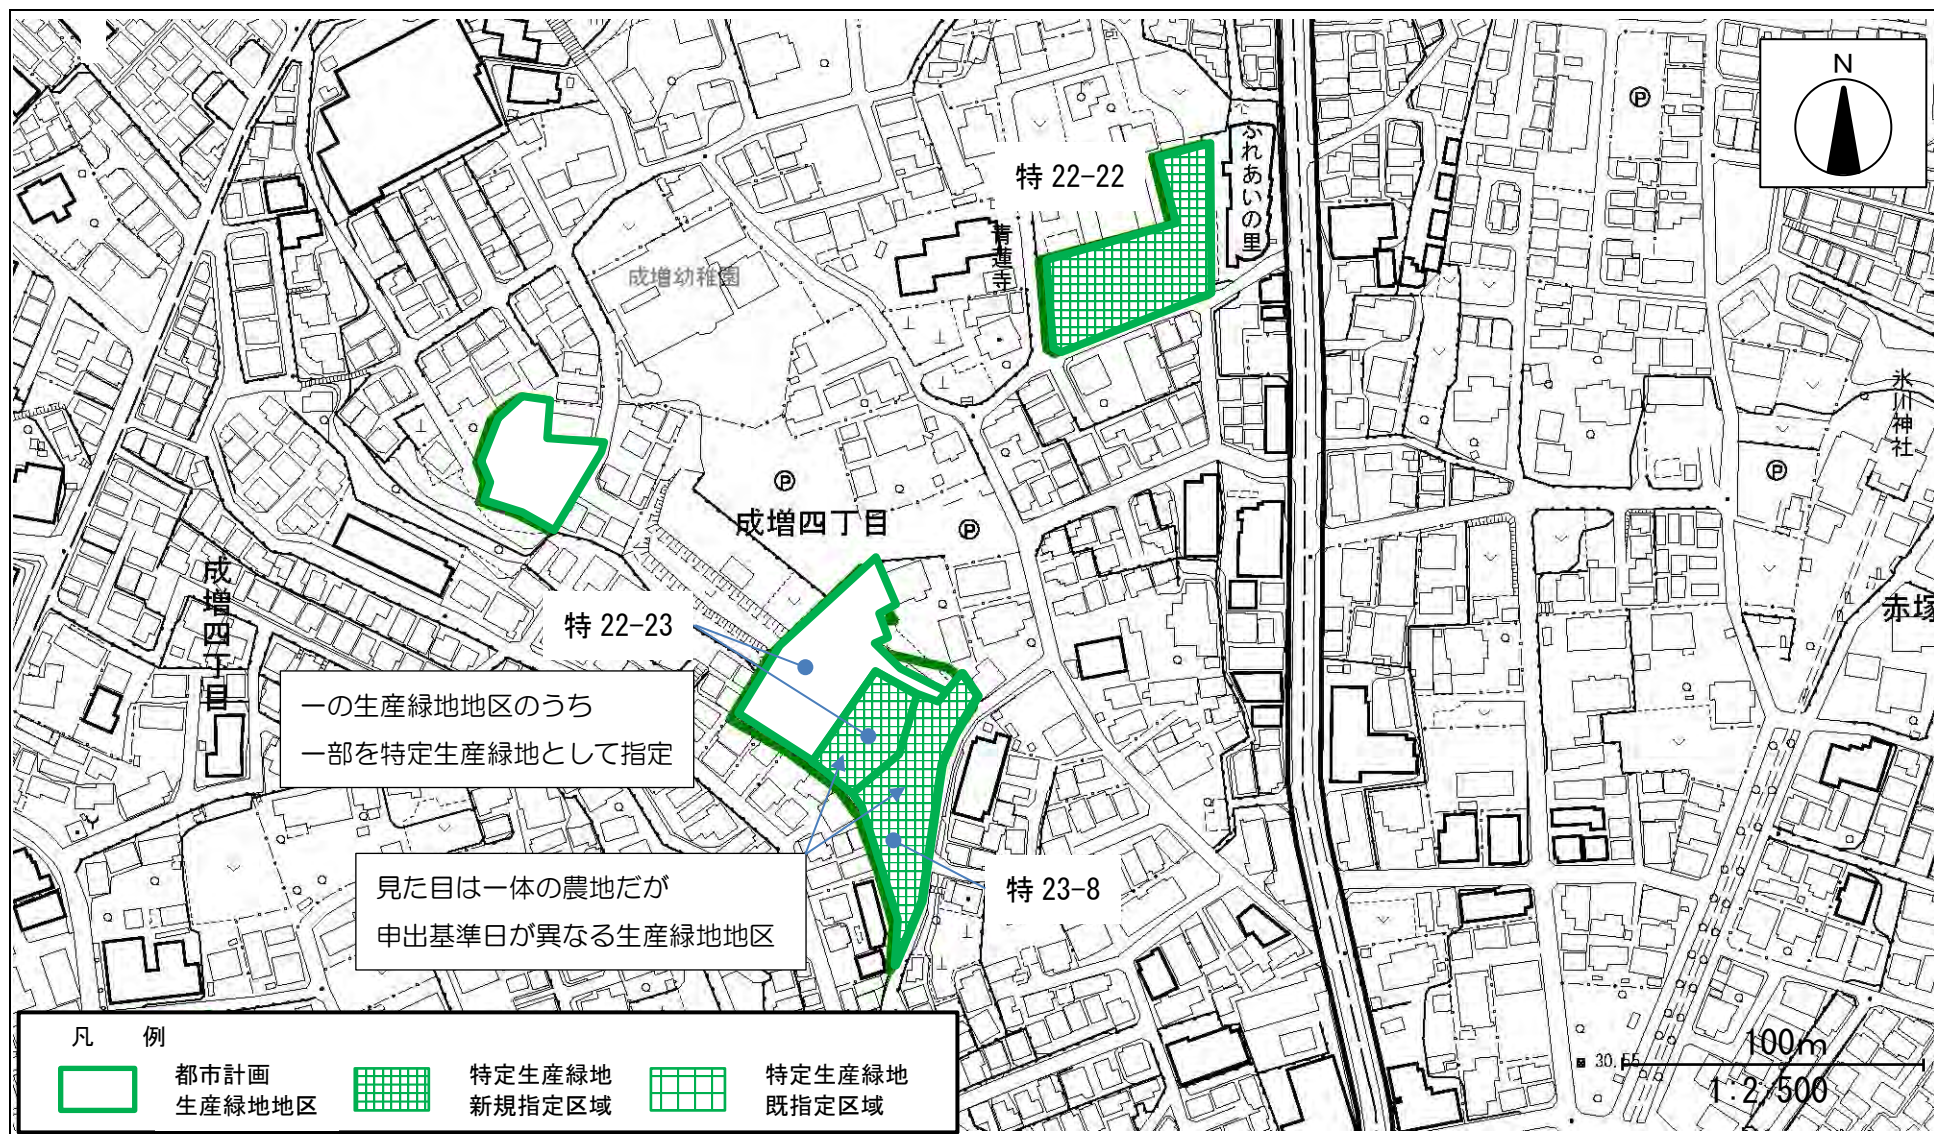 N
Ⓟ
特 22-22
ふれあいの里
青蓮寺
成増幼稚園
氷川神社
Ⓟ
Ⓟ
成増四丁目
Ⓟ
成増四丁目
特 22-23
赤塚
一の生産緑地地区のうち
一部を特定生産緑地として指定
見た目は一体の農地だが
申出基準日が異なる生産緑地地区
特 23-8
凡 例
都市計画
生産緑地地区
特定生産緑地
新規指定区域
特定生産緑地
既指定区域
30.55
100m
1:2,500